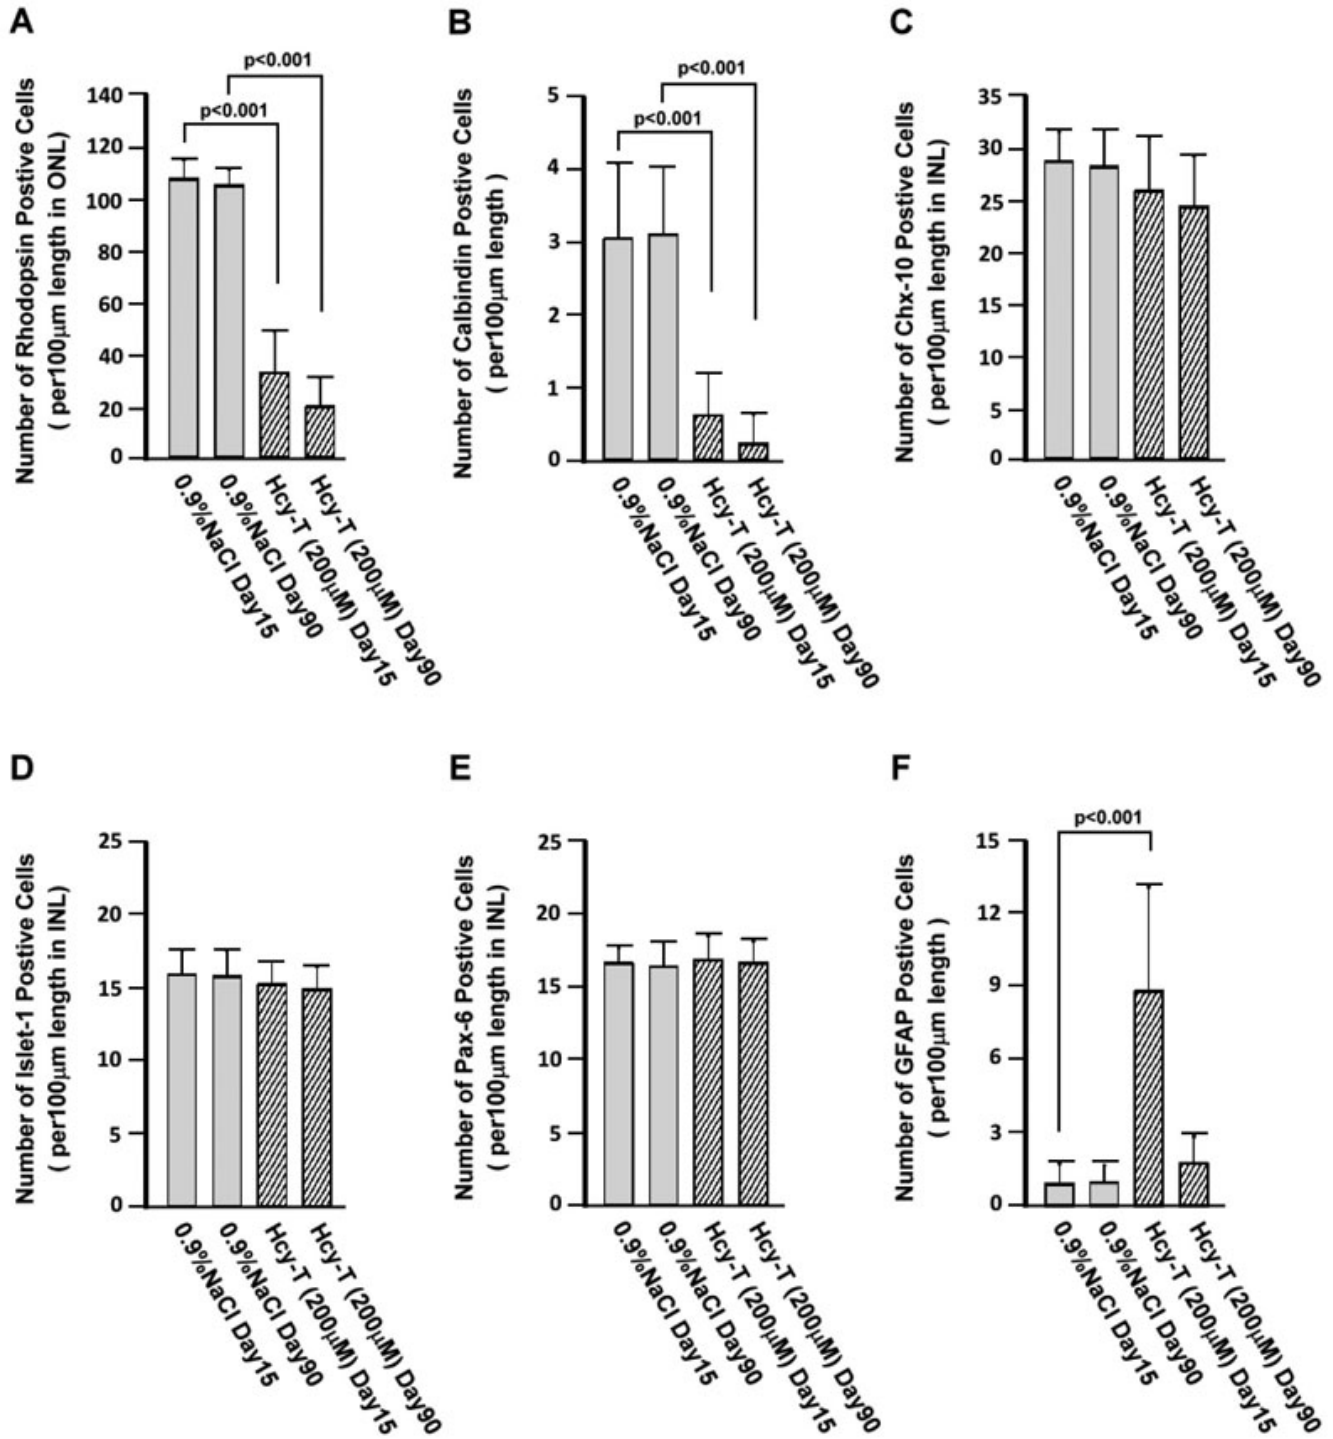 A
Number of Rhodopsin Postive Cells
( per100μm length in ONL)
140
120
100
80
60
40
20
0
p<0.001
p<0.001
0.9%NaCl Day15
0.9%NaCl Day90
Hcy-T (200μM) Day15
Hcy-T (200μM) Day90
B
Number of Calbindin Postive Cells
( per100μm length )
5
4
3
2
1
0
p<0.001
p<0.001
0.9%NaCl Day15
0.9%NaCl Day90
Hcy-T (200μM) Day15
Hcy-T (200μM) Day90
C
Number of Chx-10 Postive Cells
( per100μm length in INL)
35
30
25
20
15
10
5
0
0.9%NaCl Day15
0.9%NaCl Day90
Hcy-T (200μM) Day15
Hcy-T (200μM) Day90
D
Number of Islet-1 Postive Cells
( per100μm length in INL)
25
20
15
10
5
0
0.9%NaCl Day15
0.9%NaCl Day90
Hcy-T (200μM) Day15
Hcy-T (200μM) Day90
E
Number of Pax-6 Postive Cells
( per100μm length in INL)
25
20
15
10
5
0
0.9%NaCl Day15
0.9%NaCl Day90
Hcy-T (200μM) Day15
Hcy-T (200μM) Day90
F
Number of GFAP Postive Cells
( per100μm length )
15
12
9
6
3
0
p<0.001
0.9%NaCl Day15
0.9%NaCl Day90
Hcy-T (200μM) Day15
Hcy-T (200μM) Day90